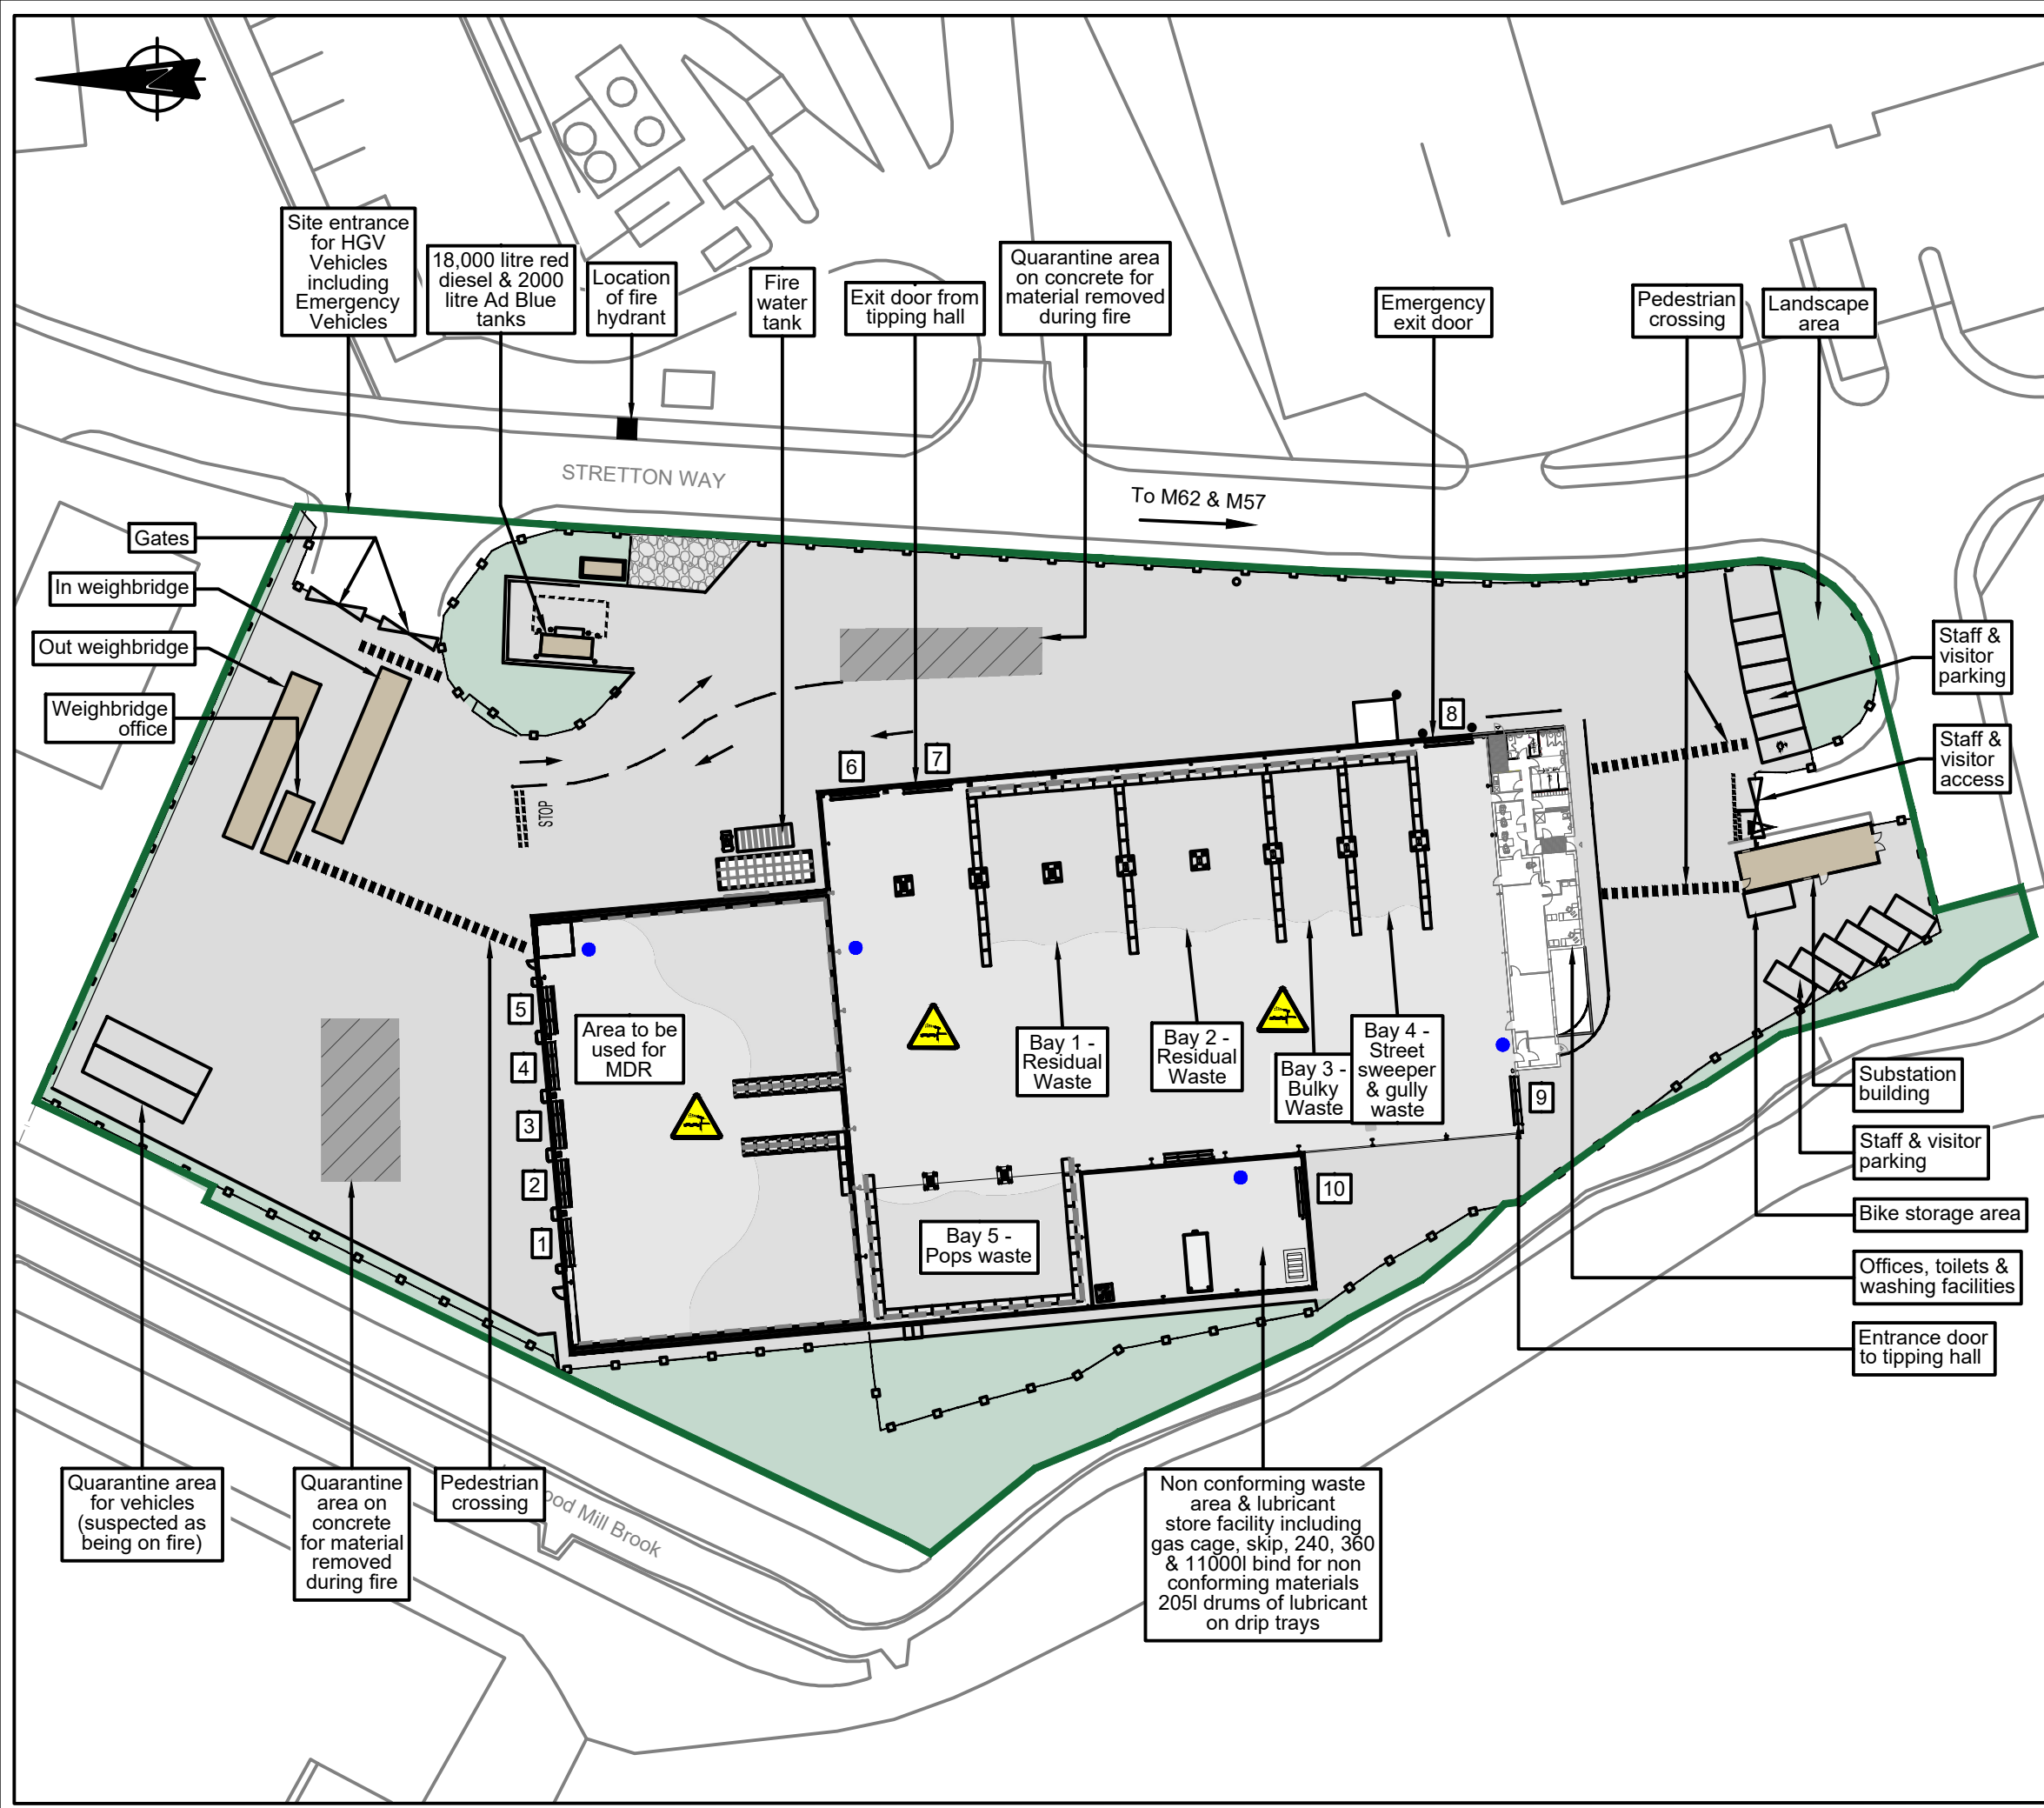 N
Site entrance
for HGV
Vehicles
including
Emergency
Vehicles
18,000 litre red
diesel & 2000
litre Ad Blue
tanks
Location
of fire
hydrant
Fire
water
tank
Exit door from
tipping hall
Quarantine area
on concrete for
material removed
during fire
Emergency
exit door
Pedestrian
crossing
Landscape
area
STRETTON WAY
To M62 & M57
Gates
In weighbridge
Out weighbridge
Weighbridge
office
STOP
Staff &
visitor
parking
Staff &
visitor
access
6
7
8
5
4
3
2
1
9
10
Area to be
used for
MDR
Bay 1 -
Residual
Waste
Bay 2 -
Residual
Waste
Bay 3 -
Bulky
Waste
Bay 4 -
Street
sweeper
& gully
waste
Bay 5 -
Pops waste
Substation
building
Staff & visitor
parking
Bike storage area
Offices, toilets &
washing facilities
Entrance door
to tipping hall
Quarantine area
for vehicles
(suspected as
being on fire)
Quarantine
area on
concrete
for material
removed
during fire
Pedestrian
crossing
ood Mill Brook
Non conforming waste
area & lubricant
store facility including
gas cage, skip, 240, 360
& 11000l bind for non
conforming materials
205l drums of lubricant
on drip trays